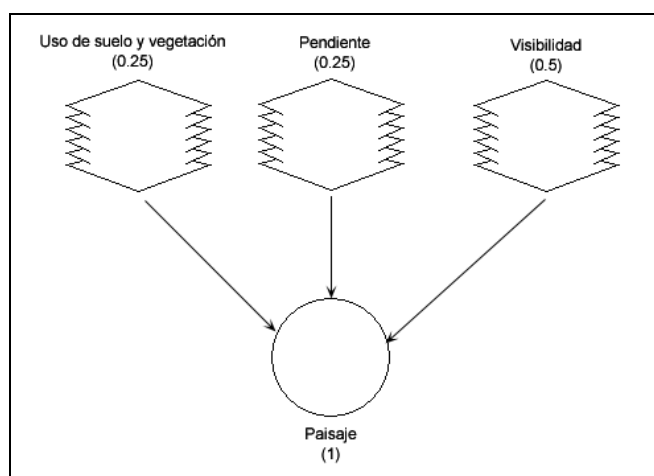 Uso de suelo y vegetación
(0.25)
Pendiente
(0.25)
Visibilidad
(0.5)
Paisaje
(1)